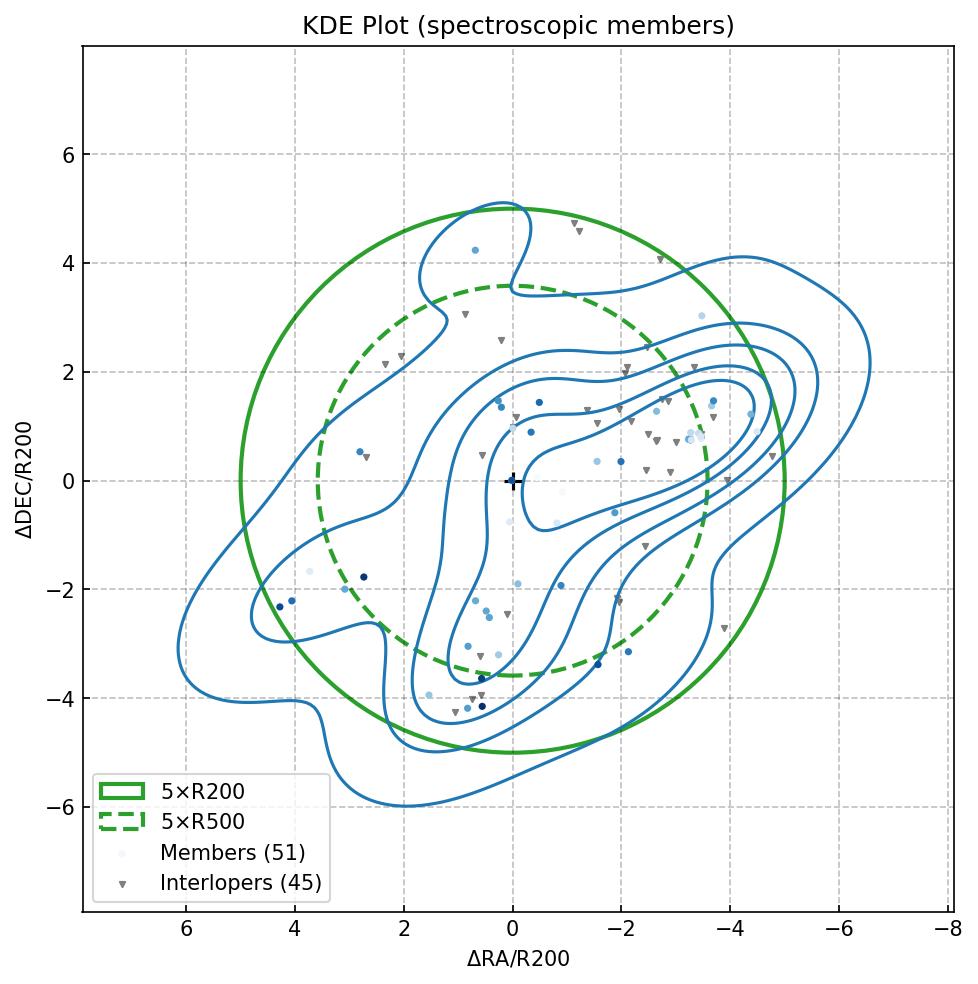 KDE Plot (spectroscopic members)
6
4
2
0
−2
−4
−6
ΔDEC/R200
5×R200
5×R500
Members (51)
Interlopers (45)
6 4 2 0 −2 −4 −6 −8
ΔRA/R200